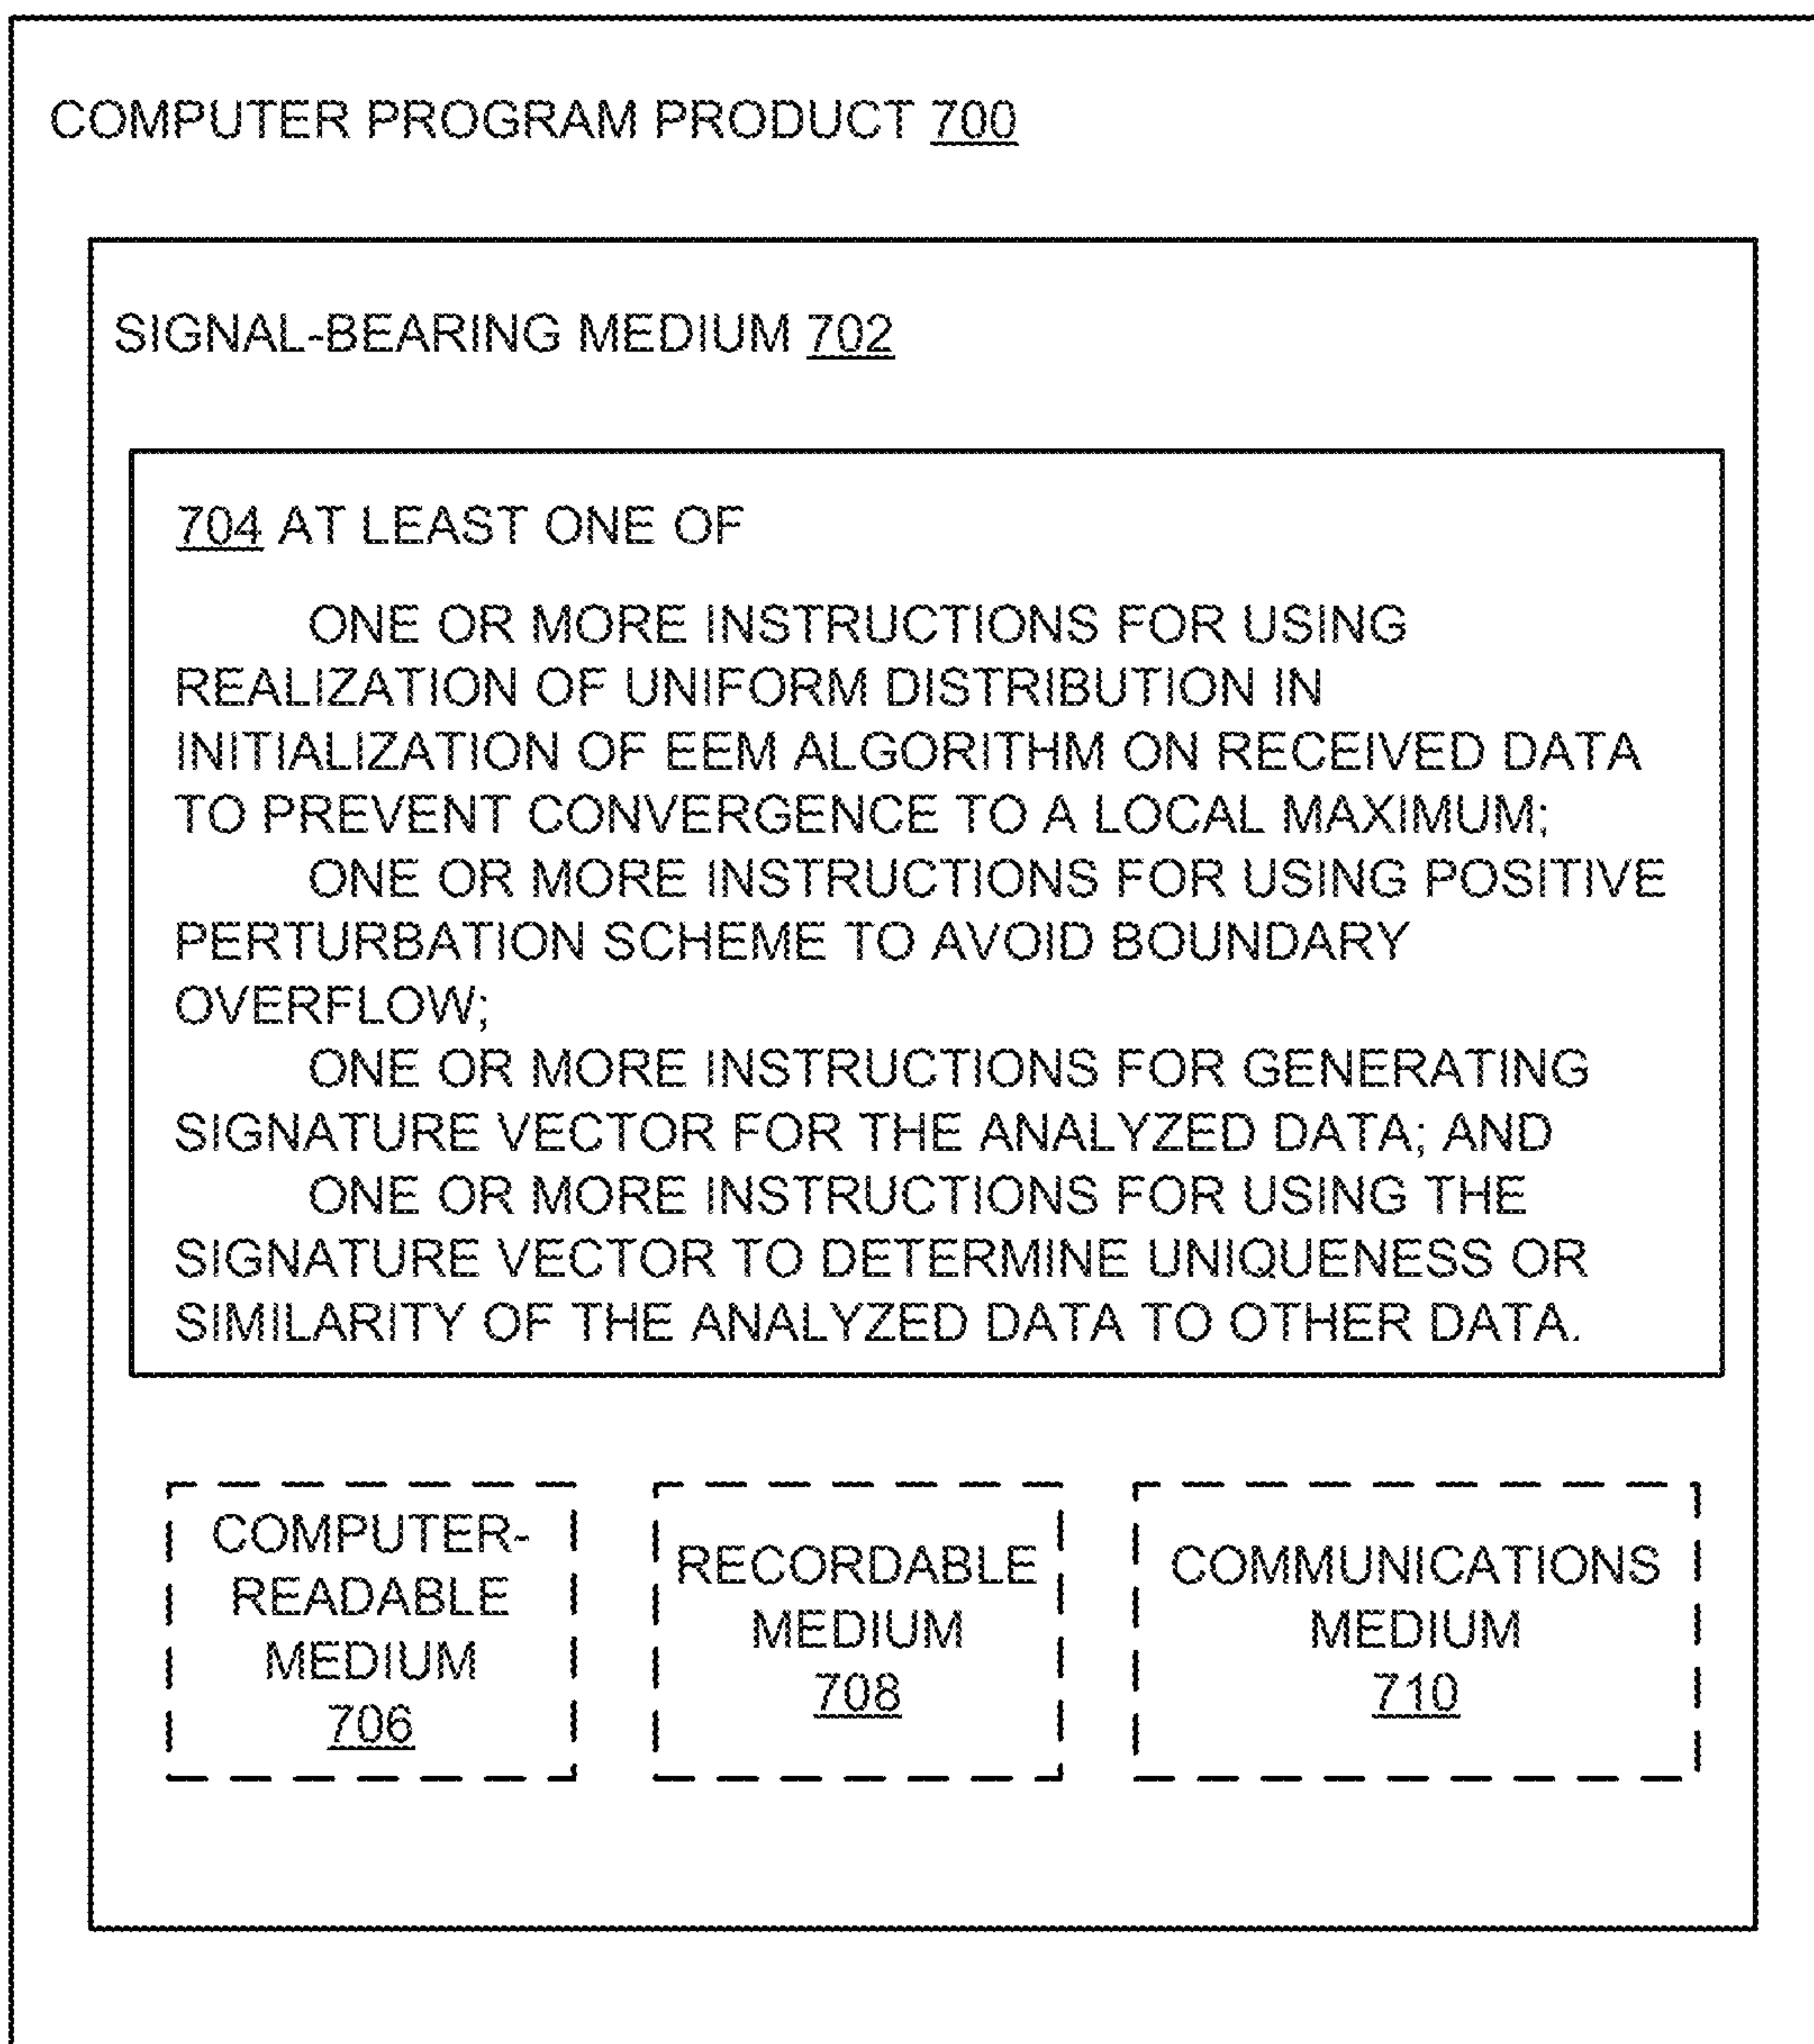 COMPUTER PROGRAM PRODUCT 700
SIGNAL-BEARING MEDIUM 702
704 AT LEAST ONE OF
ONE OR MORE INSTRUCTIONS FOR USING
REALIZATION OF UNIFORM DISTRIBUTION IN
INITIALIZATION OF EEM ALGORITHM ON RECEIVED DATA
TO PREVENT CONVERGENCE TO A LOCAL MAXIMUM;
ONE OR MORE INSTRUCTIONS FOR USING POSITIVE
PERTURBATION SCHEME TO AVOID BOUNDARY
OVERFLOW;
ONE OR MORE INSTRUCTIONS FOR GENERATING
SIGNATURE VECTOR FOR THE ANALYZED DATA; AND
ONE OR MORE INSTRUCTIONS FOR USING THE
SIGNATURE VECTOR TO DETERMINE UNIQUENESS OR
SIMILARITY OF THE ANALYZED DATA TO OTHER DATA.
COMPUTER-
READABLE
MEDIUM
706
RECORDABLE
MEDIUM
708
COMMUNICATIONS
MEDIUM
710